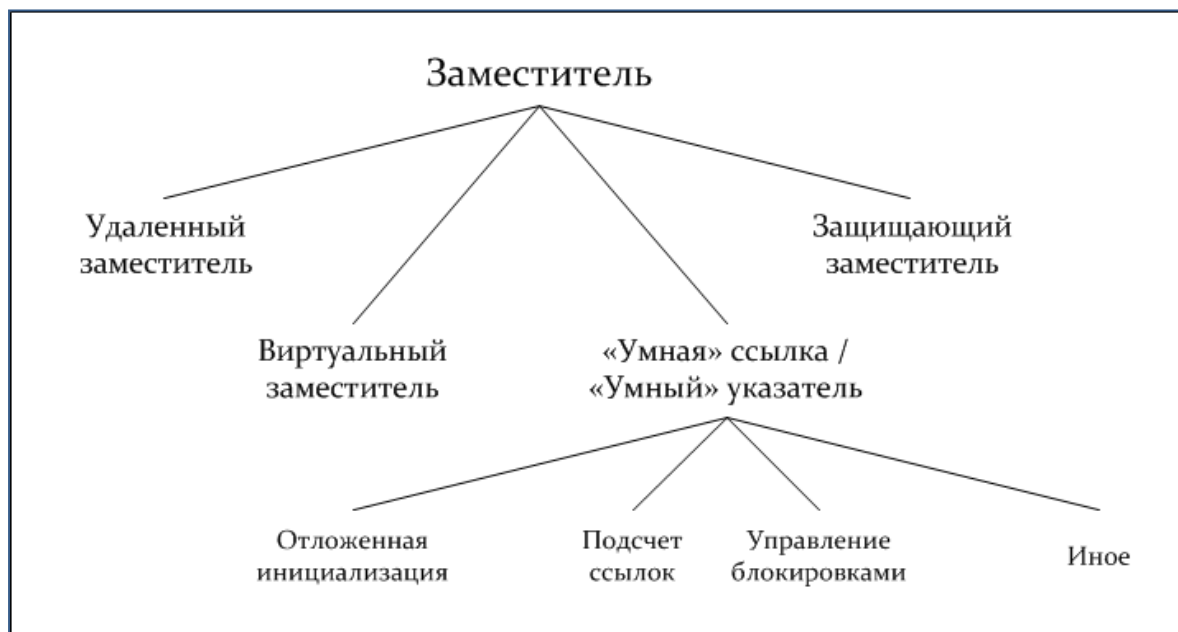 Заместитель
Удаленный
заместитель
Защищающий
заместитель
Виртуальный
заместитель
«Умная» ссылка /
«Умный» указатель
Отложенная
инициализация
Подсчет
ссылок
Управление
блокировками
Иное